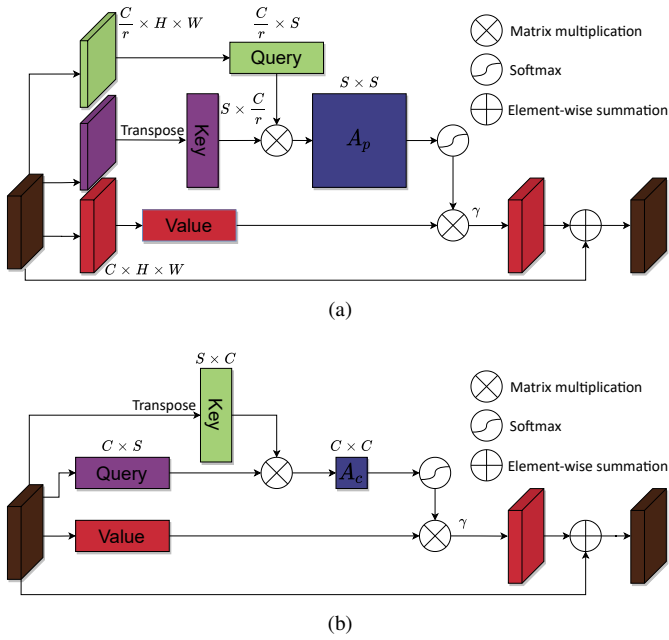 C/r × H × W
C/r × S
Query
Matrix multiplication
Softmax
Element-wise summation
S × S
Transpose
Key
S × C/r
A_p
Value
γ
C × H × W
(a)
S × C
Transpose
Key
Matrix multiplication
Softmax
Element-wise summation
C × S
Query
C × C
A_c
Value
γ
(b)